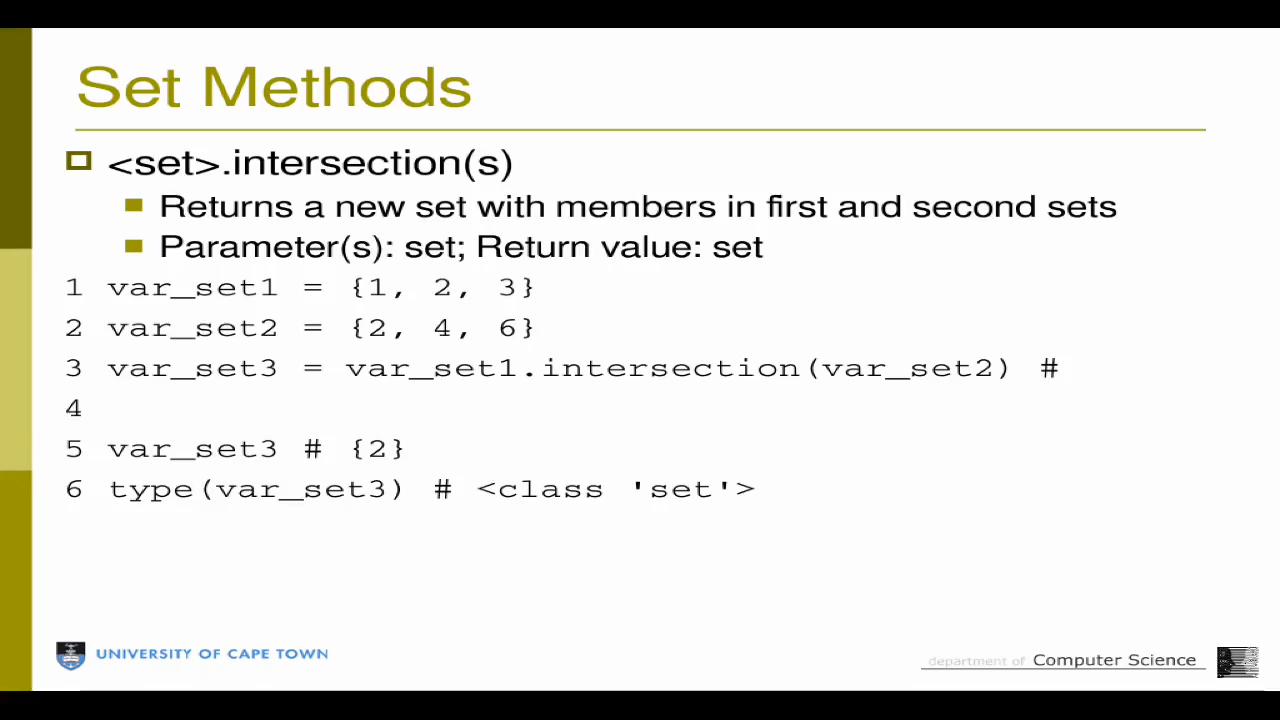 Set Methods
<set>.intersection(s)
Returns a new set with members in first and second sets
Parameter(s): set; Return value: set
1 var_set1 = {1, 2, 3}
2 var_set2 = {2, 4, 6}
3 var_set3 = var_set1.intersection(var_set2) #
4
5 var_set3 # {2}
6 type(var_set3) # <class 'set'>
UNIVERSITY OF CAPE TOWN
department of Computer Science